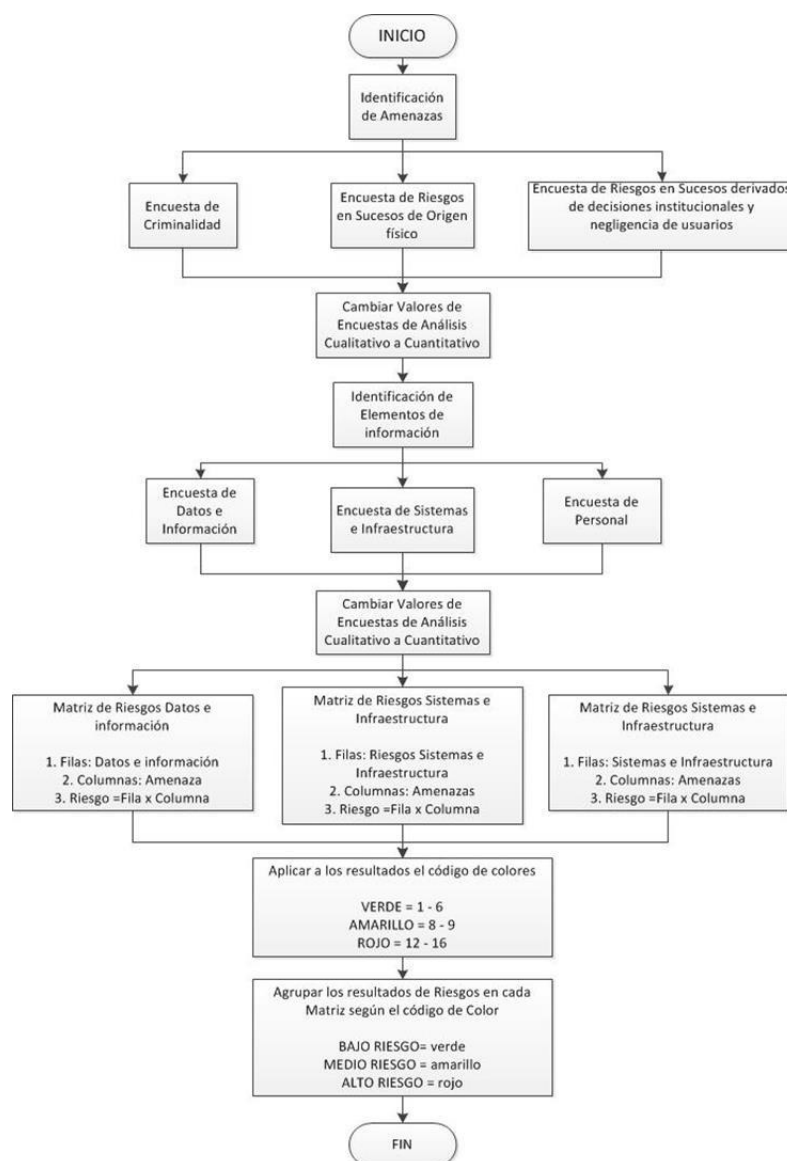 INICIO
Identificación
de Amenazas
Encuesta de
Criminalidad
Encuesta de Riesgos
en Sucesos de Origen
físico
Encuesta de Riesgos en Sucesos derivados
de decisiones institucionales y
negligencia de usuarios
Cambiar Valores de
Encuestas de Análisis
Cualitativo a Cuantitativo
Identificación de
Elementos de
información
Encuesta de
Datos e
Información
Encuesta de Sistemas
e Infraestructura
Encuesta de
Personal
Cambiar Valores de
Encuestas de Análisis
Cualitativo a Cuantitativo
Matriz de Riesgos Datos e
información
1. Filas: Datos e información
2. Columnas: Amenaza
3. Riesgo =Fila x Columna
Matriz de Riesgos Sistemas e
Infraestructura
1. Filas: Riesgos Sistemas e
Infraestructura
2. Columnas: Amenazas
3. Riesgo =Fila x Columna
Matriz de Riesgos Sistemas e
Infraestructura
1. Filas: Sistemas e Infraestructura
2. Columnas: Amenazas
3. Riesgo =Fila x Columna
Aplicar a los resultados el código de colores
VERDE = 1 - 6
AMARILLO = 8 - 9
ROJO = 12 - 16
Agrupar los resultados de Riesgos en cada
Matriz según el código de Color
BAJO RIESGO= verde
MEDIO RIESGO = amarillo
ALTO RIESGO = rojo
FIN